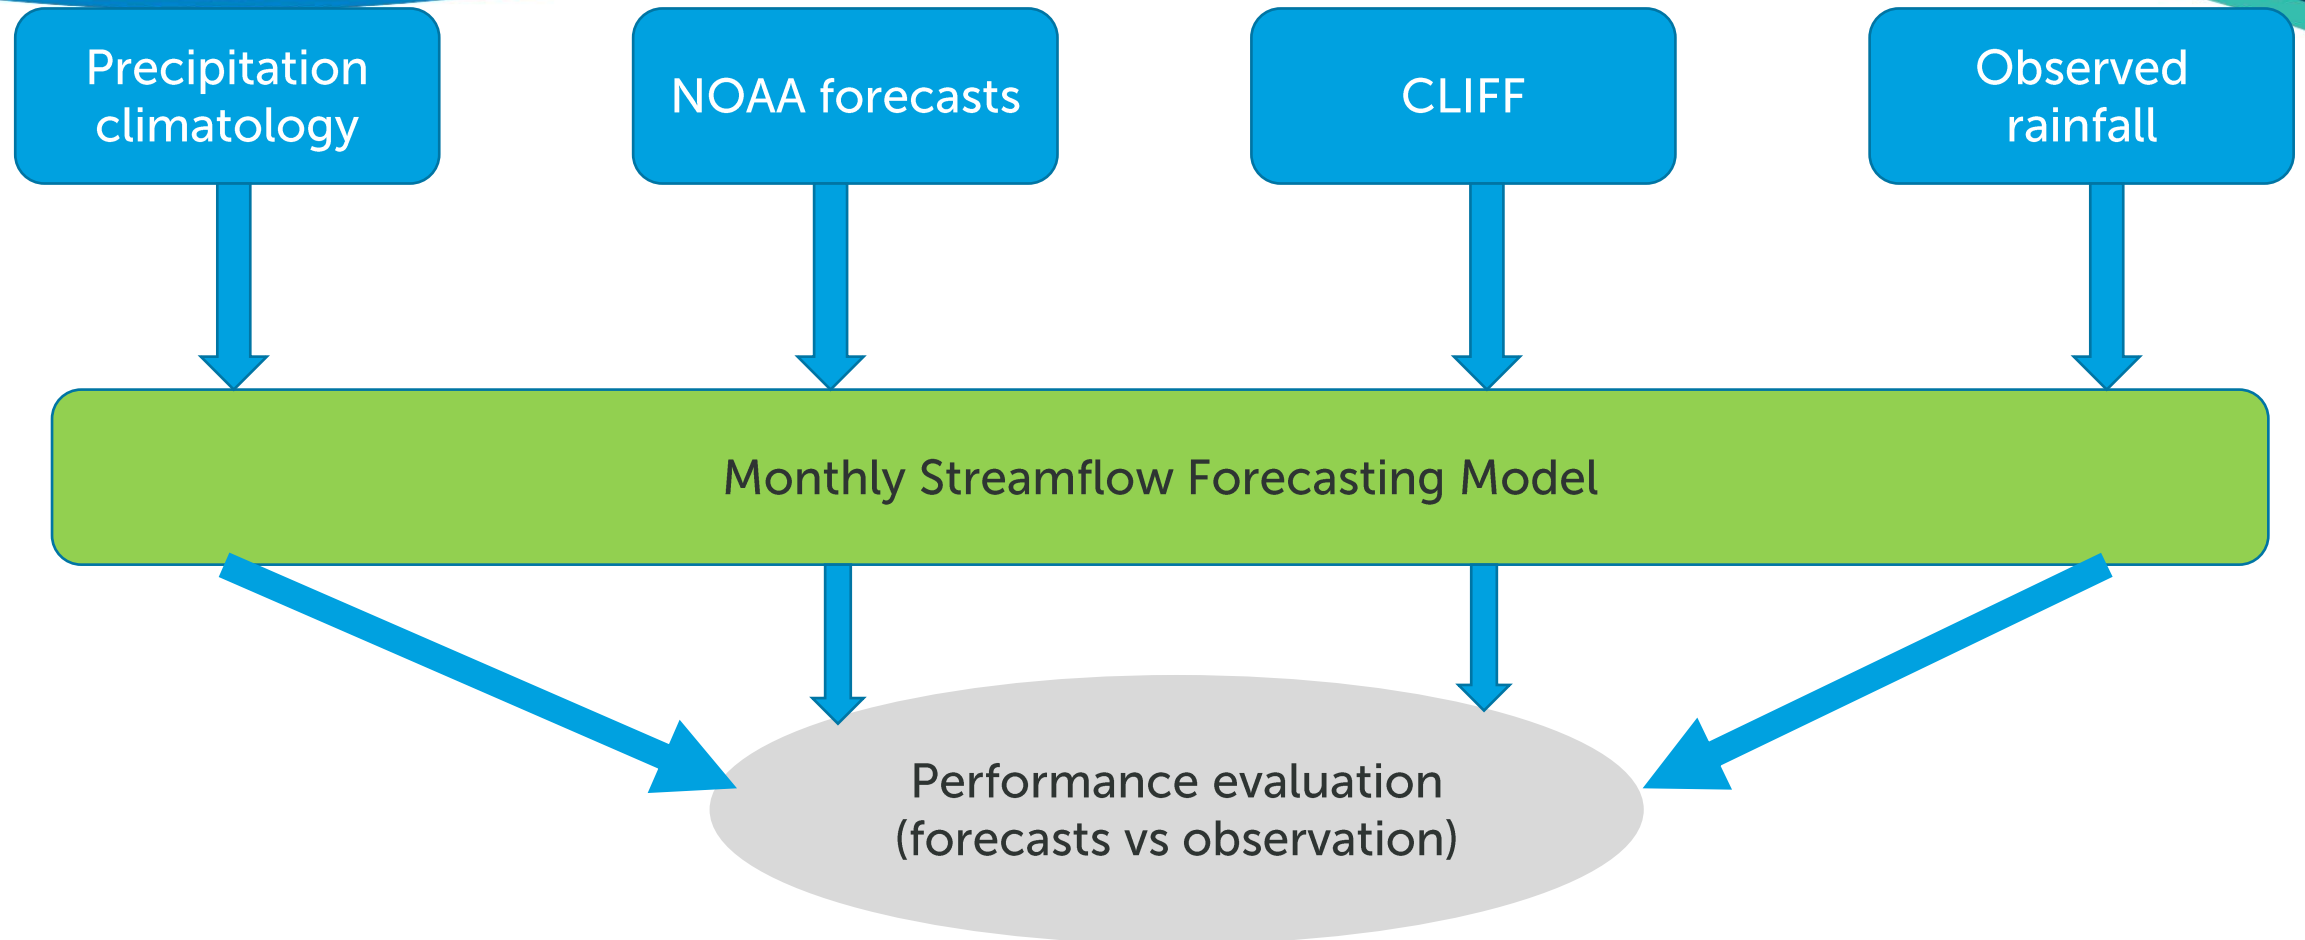 Precipitation
climatology
NOAA forecasts
CLIFF
Observed
rainfall
Monthly Streamflow Forecasting Model
Performance evaluation
(forecasts vs observation)